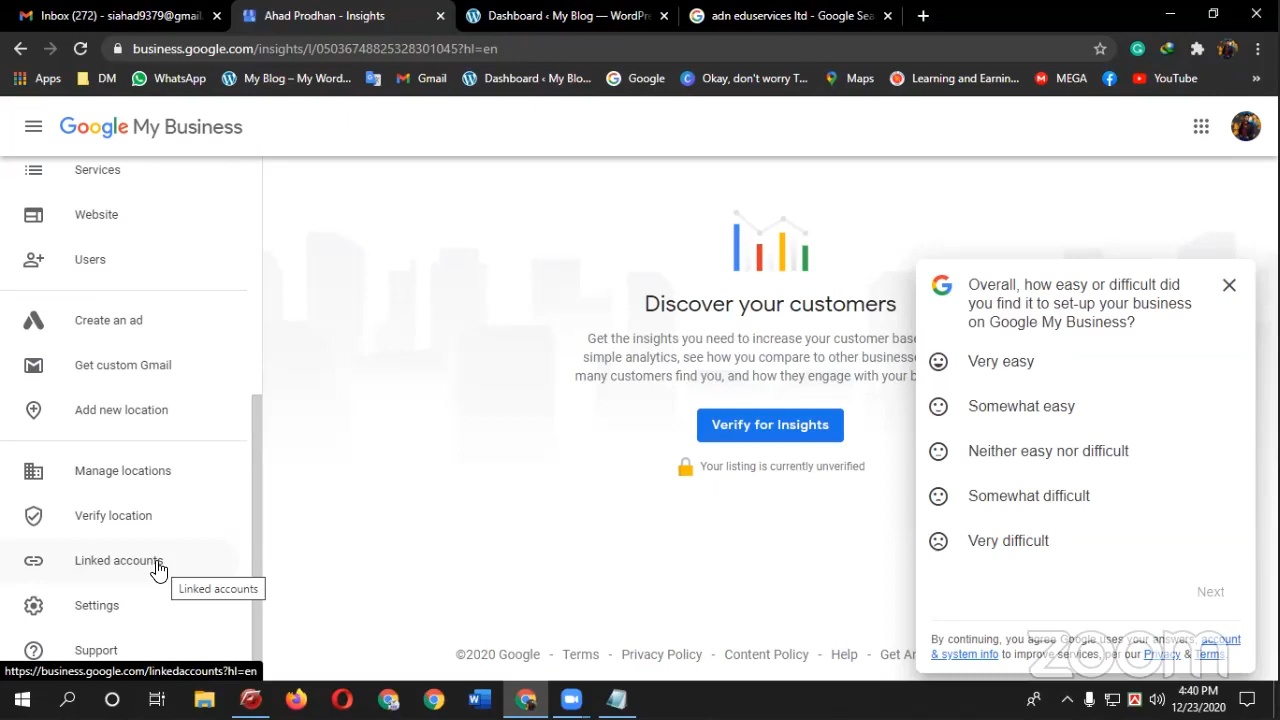 Inbox (272) - siahad9379@gmail.
Ahad Prodhan - Insights
Dashboard ‹ My Blog — WordPre
adn eduservices ltd - Google Sea
business.google.com/insights/l/05036748825328301045?hl=en
Apps
DM
WhatsApp
My Blog – My Word...
Gmail
Dashboard ‹ My Blo...
Google
Okay, don't worry T...
Maps
Learning and Earnin...
MEGA
YouTube
»
Google My Business
Services
Website
Users
Create an ad
Get custom Gmail
Add new location
Manage locations
Verify location
Linked accounts
Linked accounts
Settings
Support
https://business.google.com/linkedaccounts?hl=en
Discover your customers
Get the insights you need to increase your customer base
simple analytics, see how you compare to other businesse
many customers find you, and how they engage with your b
Verify for Insights
Your listing is currently unverified
©2020 Google - Terms - Privacy Policy - Content Policy - Help - Get An
Overall, how easy or difficult did
you find it to set-up your business
on Google My Business?
Very easy
Somewhat easy
Neither easy nor difficult
Somewhat difficult
Very difficult
Next
By continuing, you agree Google uses your answers, account
& system info to improve services, per our Privacy & Terms.
zoom
4:40 PM
12/23/2020